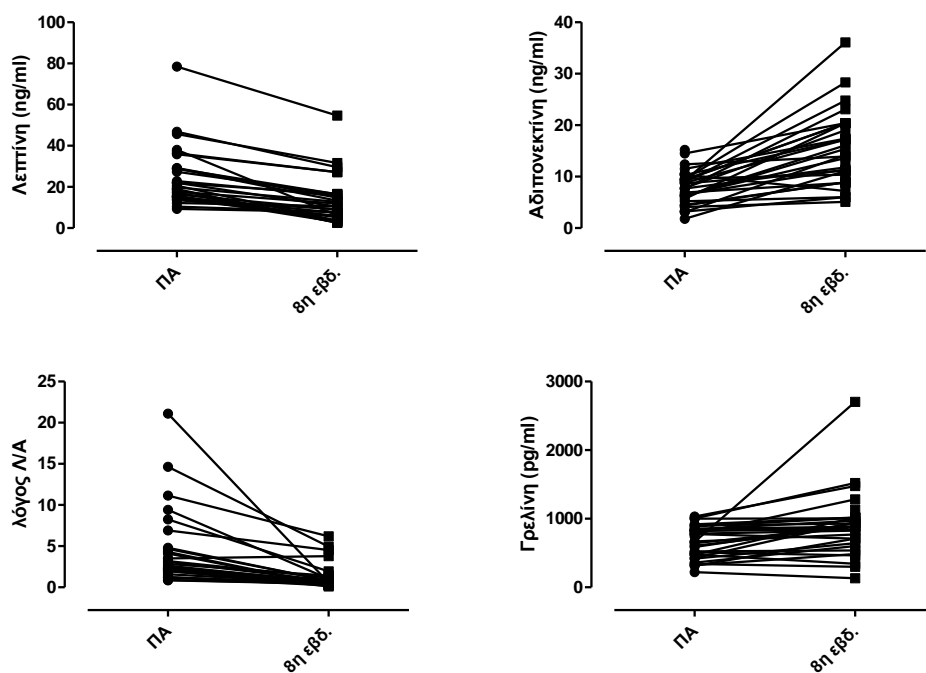 Λεπτίνη (ng/ml)
100
80
60
40
20
0
ΠΑ
8η εβδ.
Αδιπονεκτίνη (ng/ml)
40
30
20
10
0
ΠΑ
8η εβδ.
λόγος Λ/Α
25
20
15
10
5
0
ΠΑ
8η εβδ.
Γρελίνη (pg/ml)
3000
2000
1000
0
ΠΑ
8η εβδ.